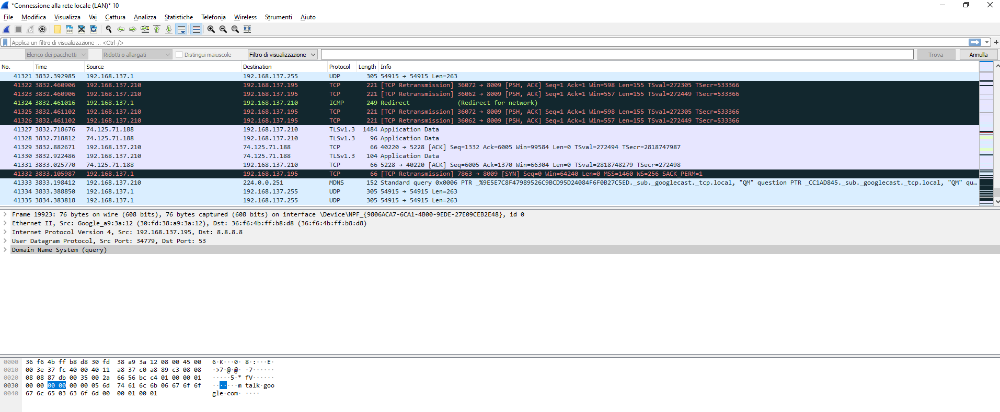 *Connessione alla rete locale (LAN)* 10
File Modifica Visualizza Vai Cattura Analizza Statistiche Telefonia Wireless Strumenti Aiuto
Applica un filtro di visualizzazione ... <Ctrl-/>
Elenco dei pacchetti Ridotti o allargati Distingui maiuscole Filtro di visualizzazione Trova Annulla
No. Time Source Destination Protocol Length Info
41321 3832.392985 192.168.137.1 192.168.137.255 UDP 305 54915 → 54915 Len=263
41322 3832.460906 192.168.137.210 192.168.137.195 TCP 221 [TCP Retransmission] 36072 → 8009 [PSH, ACK] Seq=1 Ack=1 Win=598 Len=155 TSval=272305 TSecr=533366
41323 3832.460906 192.168.137.210 192.168.137.195 TCP 221 [TCP Retransmission] 36062 → 8009 [PSH, ACK] Seq=1 Ack=1 Win=557 Len=155 TSval=272449 TSecr=533366
41324 3832.461016 192.168.137.1 192.168.137.210 ICMP 249 Redirect (Redirect for network)
41325 3832.461102 192.168.137.210 192.168.137.195 TCP 221 [TCP Retransmission] 36072 → 8009 [PSH, ACK] Seq=1 Ack=1 Win=598 Len=155 TSval=272305 TSecr=533366
41326 3832.461102 192.168.137.210 192.168.137.195 TCP 221 [TCP Retransmission] 36062 → 8009 [PSH, ACK] Seq=1 Ack=1 Win=557 Len=155 TSval=272449 TSecr=533366
41327 3832.718676 74.125.71.188 192.168.137.210 TLSv1.3 1484 Application Data
41328 3832.718812 74.125.71.188 192.168.137.210 TLSv1.3 96 Application Data
41329 3832.882671 192.168.137.210 74.125.71.188 TCP 66 40220 → 5228 [ACK] Seq=1332 Ack=6005 Win=99584 Len=0 TSval=272494 TSecr=2818747987
41330 3832.922486 192.168.137.210 74.125.71.188 TLSv1.3 104 Application Data
41331 3833.025770 74.125.71.188 192.168.137.210 TCP 66 5228 → 40220 [ACK] Seq=6005 Ack=1370 Win=66304 Len=0 TSval=2818748279 TSecr=272498
41332 3833.105987 192.168.137.1 192.168.137.195 TCP 66 [TCP Retransmission] 7863 → 8009 [SYN] Seq=0 Win=64240 Len=0 MSS=1460 WS=256 SACK_PERM=1
41333 3833.198412 192.168.137.210 224.0.0.251 MDNS 152 Standard query 0x0006 PTR _%9E5E7C8F47989526C9BCD95D24084F6F0B27C5ED._sub._googlecast._tcp.local, "QM" question PTR _CC1AD845._sub._googlecast._tcp.local, "QM" qu…
41334 3833.388850 192.168.137.1 192.168.137.255 UDP 305 54915 → 54915 Len=263
41335 3834.383818 192.168.137.1 192.168.137.255 UDP 305 54915 → 54915 Len=263
Frame 19923: 76 bytes on wire (608 bits), 76 bytes captured (608 bits) on interface \Device\NPF_{9806ACA7-6CA1-4B00-9EDE-27E09CEB2E48}, id 0
Ethernet II, Src: Google_a9:3a:12 (30:fd:38:a9:3a:12), Dst: 36:f6:4b:ff:b8:d8 (36:f6:4b:ff:b8:d8)
Internet Protocol Version 4, Src: 192.168.137.195, Dst: 8.8.8.8
User Datagram Protocol, Src Port: 34779, Dst Port: 53
Domain Name System (query)
0000 36 f6 4b ff b8 d8 30 fd 38 a9 3a 12 08 00 45 00 6·K···0· 8·:···E·
0010 00 3e 37 fc 40 00 40 11 a8 37 c0 a8 89 c3 08 08 ·>7·@·@· ·7······
0020 08 08 87 db 00 35 00 2a 66 56 bc c4 01 00 00 01 ·····5·* fV······
0030 00 00 00 00 00 00 05 6d 74 61 6c 6b 06 67 6f 6f ·······m talk·goo
0040 67 6c 65 03 63 6f 6d 00 00 01 00 01 gle·com· ····